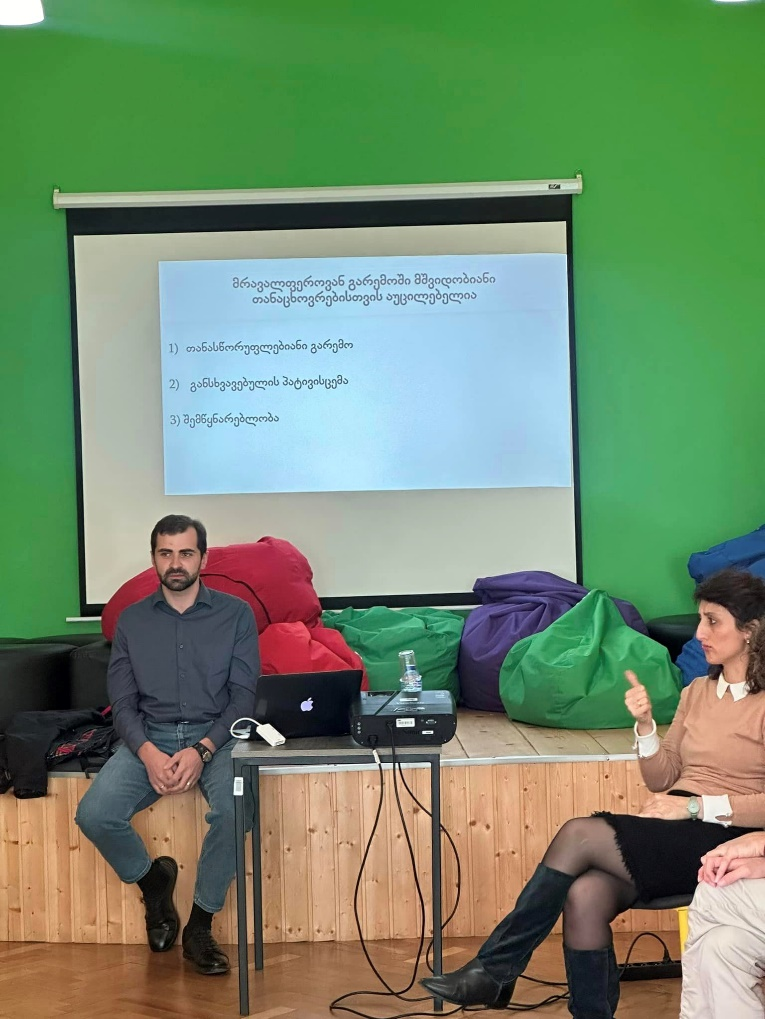 მრავალფეროვან გარემოში მშვიდობიანი
თანაცხოვრებისთვის აუცილებელია
1) თანასწორუფლებიანი გარემო
2) განსხვავებულის პატივისცემა
3) შემწყნარებლობა